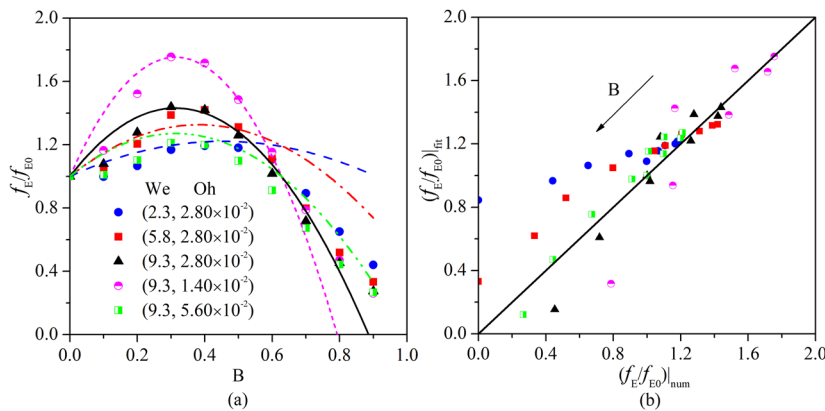 2.0
1.6
1.2
0.8
0.4
0.0
f_E/f_E0
We Oh
(2.3, 2.80×10⁻²)
(5.8, 2.80×10⁻²)
(9.3, 2.80×10⁻²)
(9.3, 1.40×10⁻²)
(9.3, 5.60×10⁻²)
0.0 0.2 0.4 0.6 0.8 1.0
B
(a)
2.0
1.6
1.2
0.8
0.4
0.0
(f_E/f_E0)|_fit
B
0.0 0.4 0.8 1.2 1.6 2.0
(f_E/f_E0)|_num
(b)